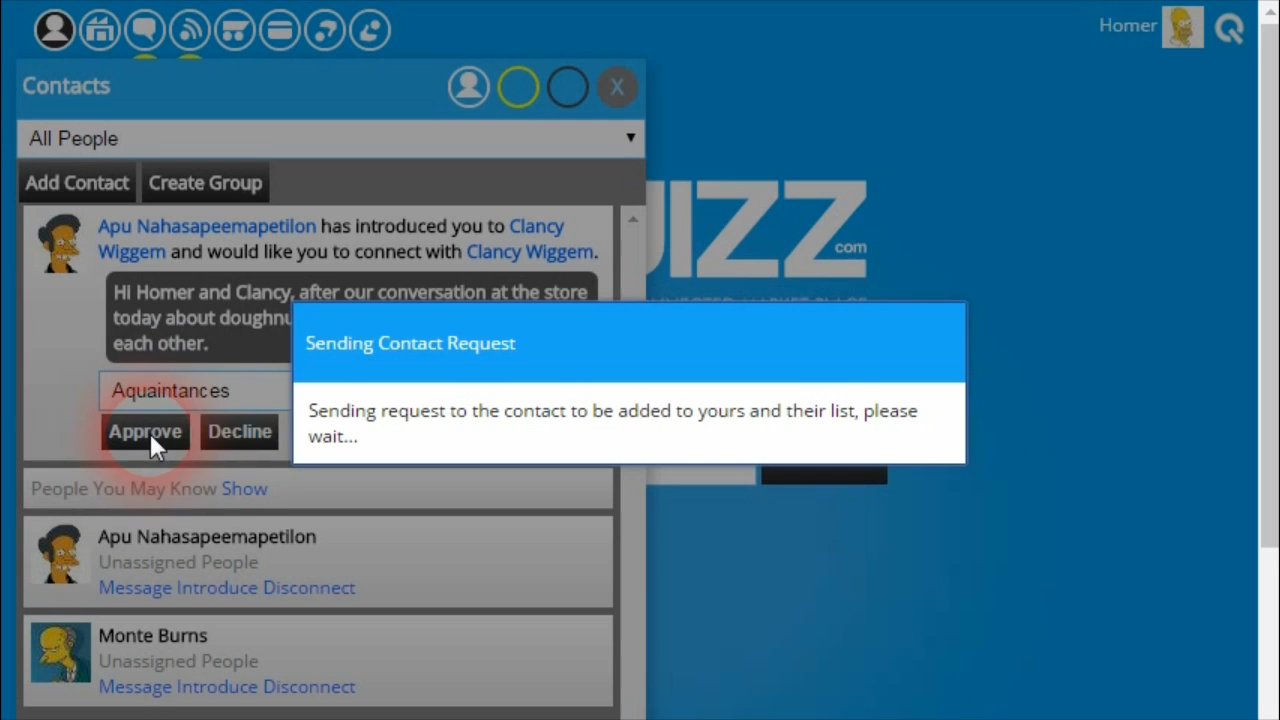 Homer
Contacts
X
All People
Add Contact Create Group
Apu Nahasapeemapetilon has introduced you to Clancy
Wiggem and would like you to connect with Clancy Wiggem.
Hi Homer and Clancy, after our conversation at the store
today about doughnu
each other.
Aquaintances
Approve Decline
Sending Contact Request
Sending request to the contact to be added to yours and their list, please
wait...
People You May Know Show
Apu Nahasapeemapetilon
Unassigned People
Message Introduce Disconnect
Monte Burns
Unassigned People
Message Introduce Disconnect
UIZZ
com